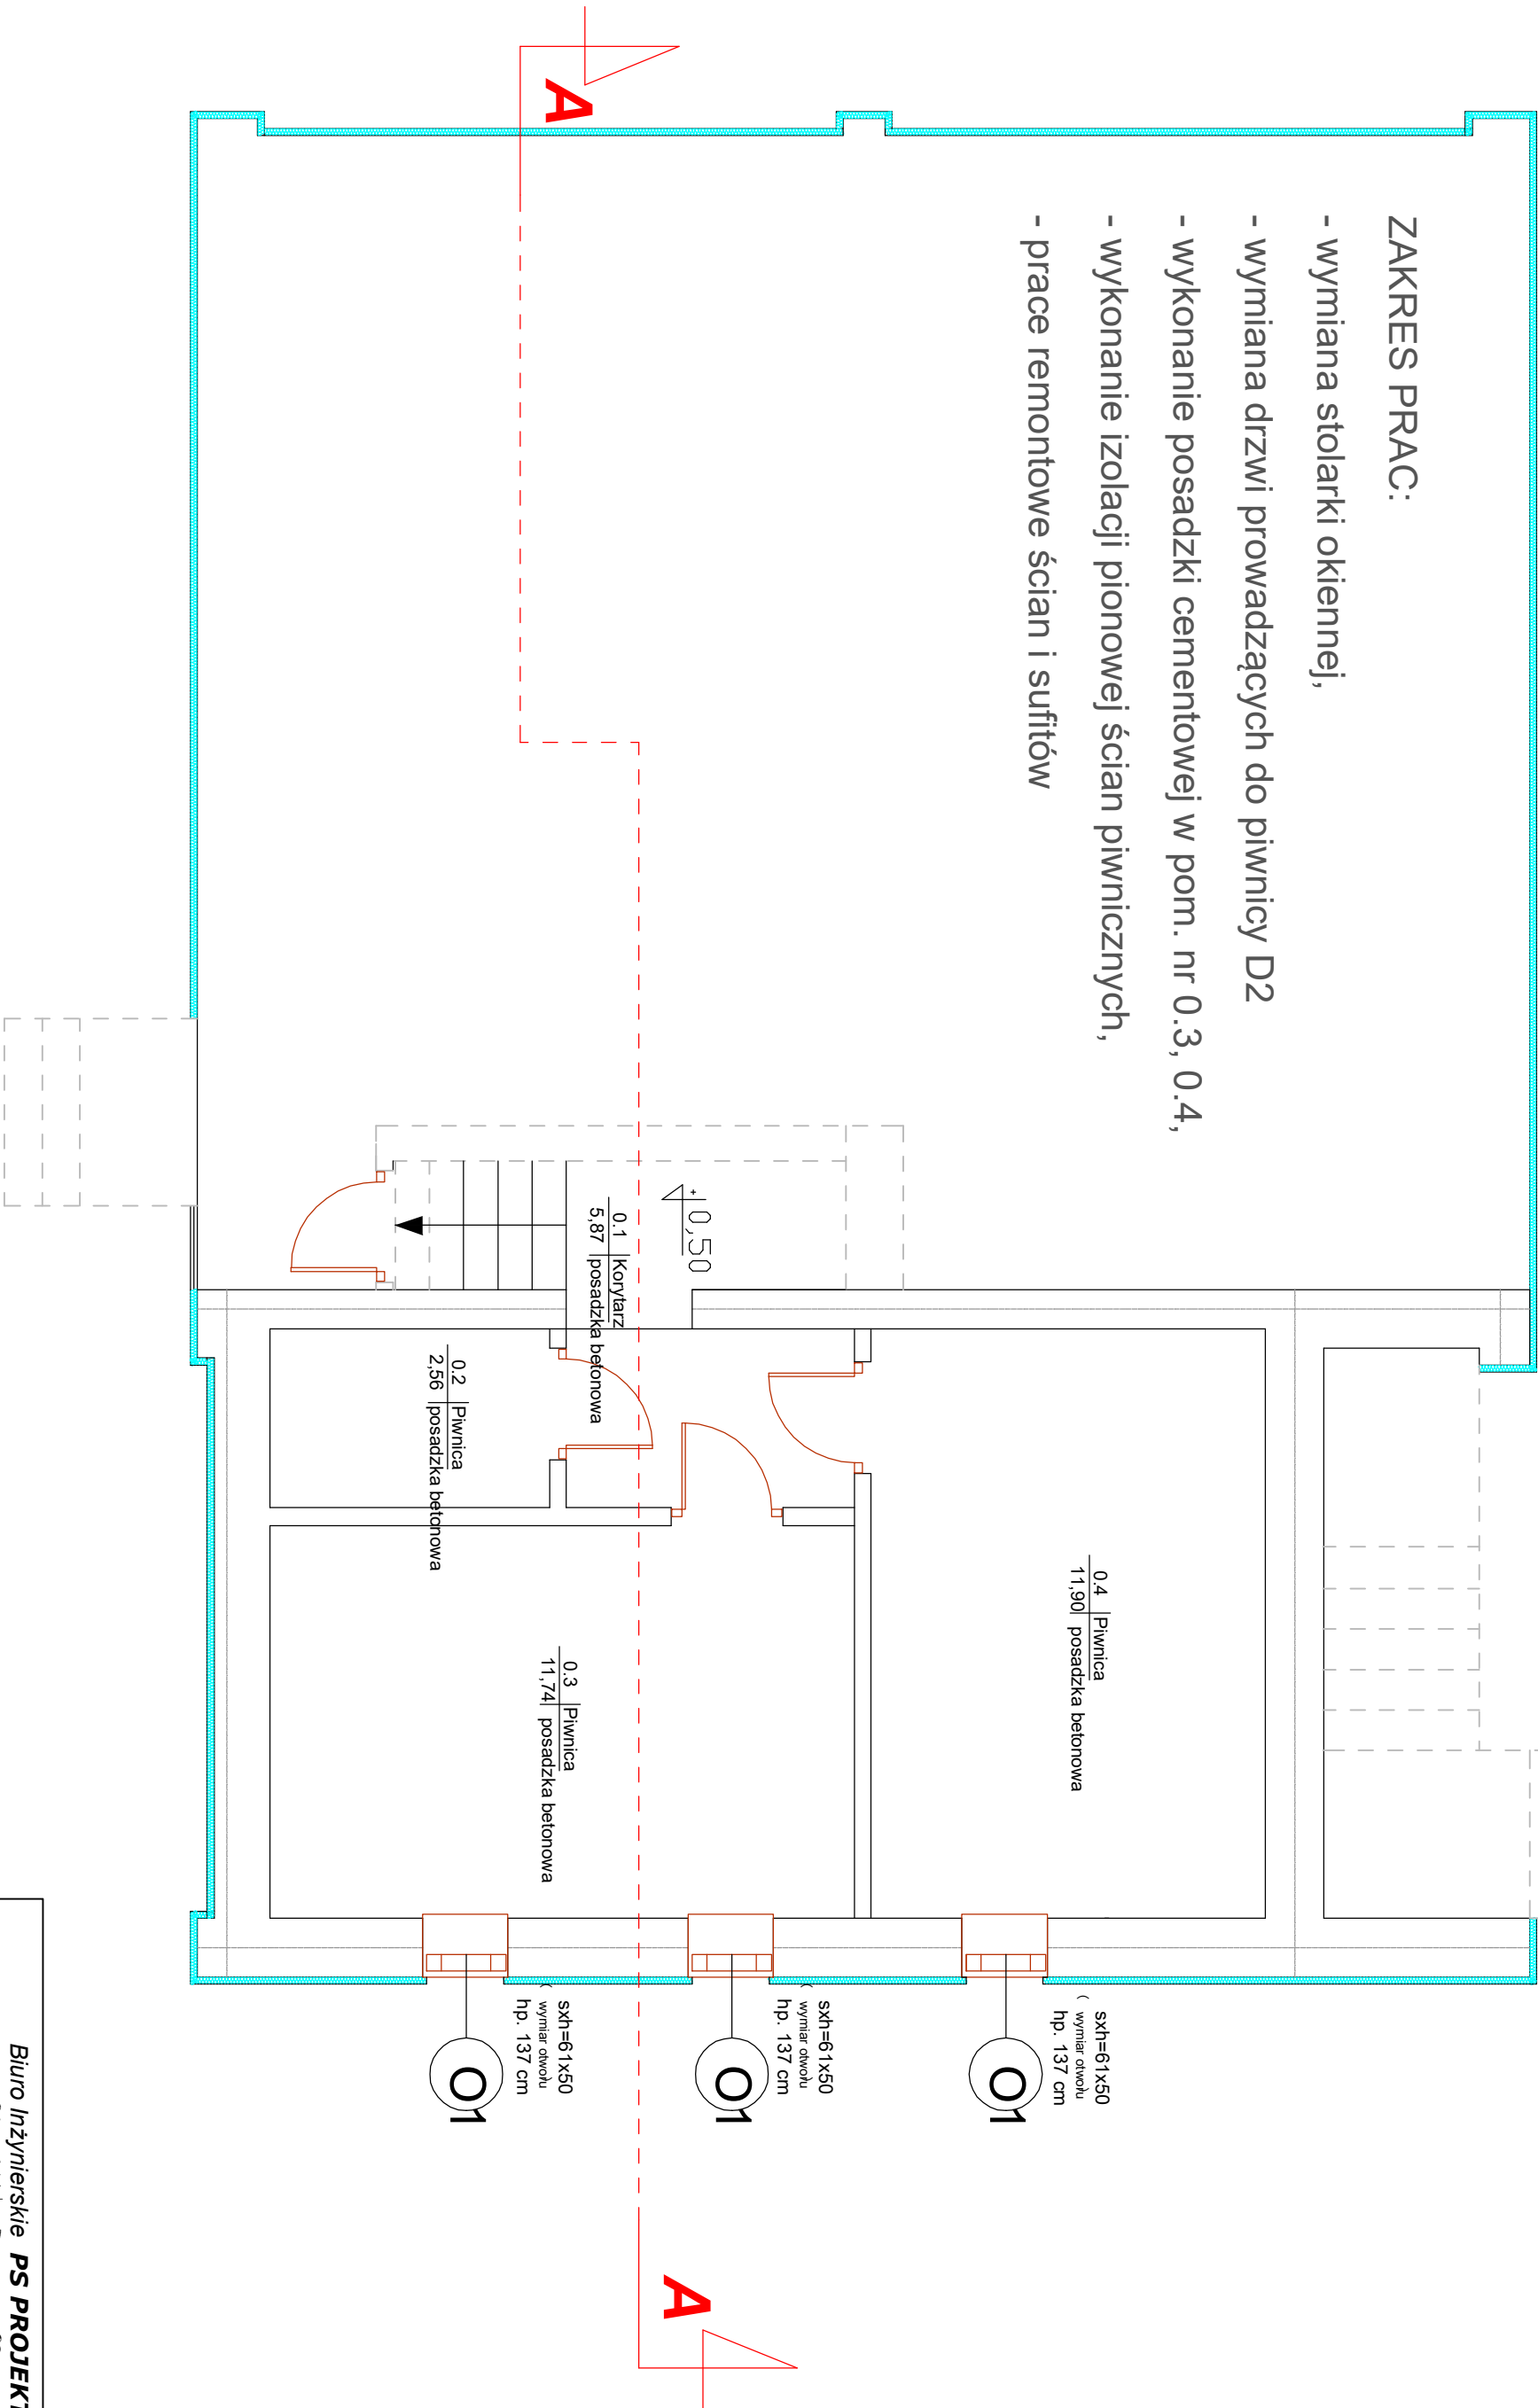 ZAKRES PRAC:
- wymiana stolarki okiennej,
- wymiana drzwi prowadzących do piwnicy D2
- wykonanie posadzki cementowej w pom. nr 0.3, 0.4,
- wykonanie izolacji pionowej ścian piwnicznych,
- prace remontowe ścian i sufitów
0.4 Piwnica
11,90 posadzka betonowa
sxh=61x50
( wymiar otworu )
hp. 137 cm
O1
sxh=61x50
( wymiar otworu )
hp. 137 cm
O1
+ 0,50
0.1 Korytarz
5,87 posadzka betonowa
0.3 Piwnica
11,74 posadzka betonowa
sxh=61x50
( wymiar otworu )
hp. 137 cm
O1
0.2 Piwnica
2,56 posadzka betonowa
A
A
Biuro Inżynierskie PS PROJEKT